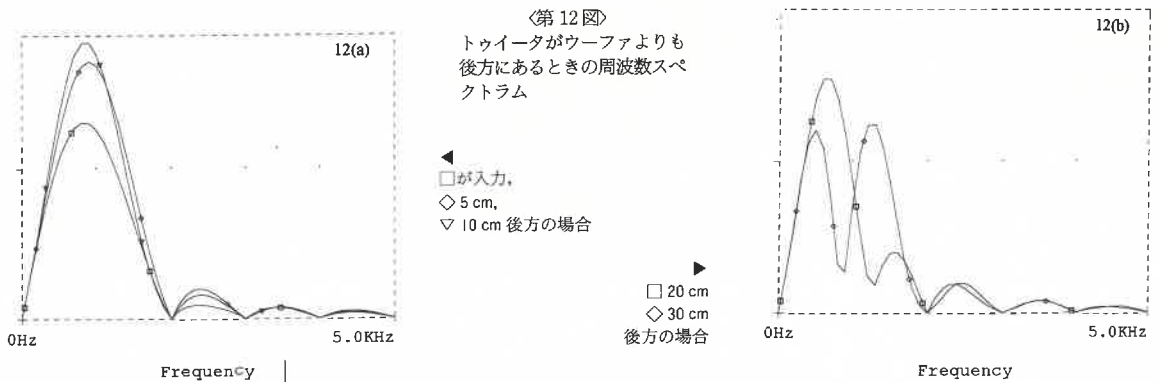 〈第12図〉
トゥイータがウーファよりも
後方にあるときの周波数スペ
クトラム
12(a)
0Hz
5.0KHz
Frequency
◀
□が入力,
◇ 5 cm,
▽ 10 cm 後方の場合
▶
□ 20 cm
◇ 30 cm
後方の場合
12(b)
0Hz
5.0KHz
Frequency